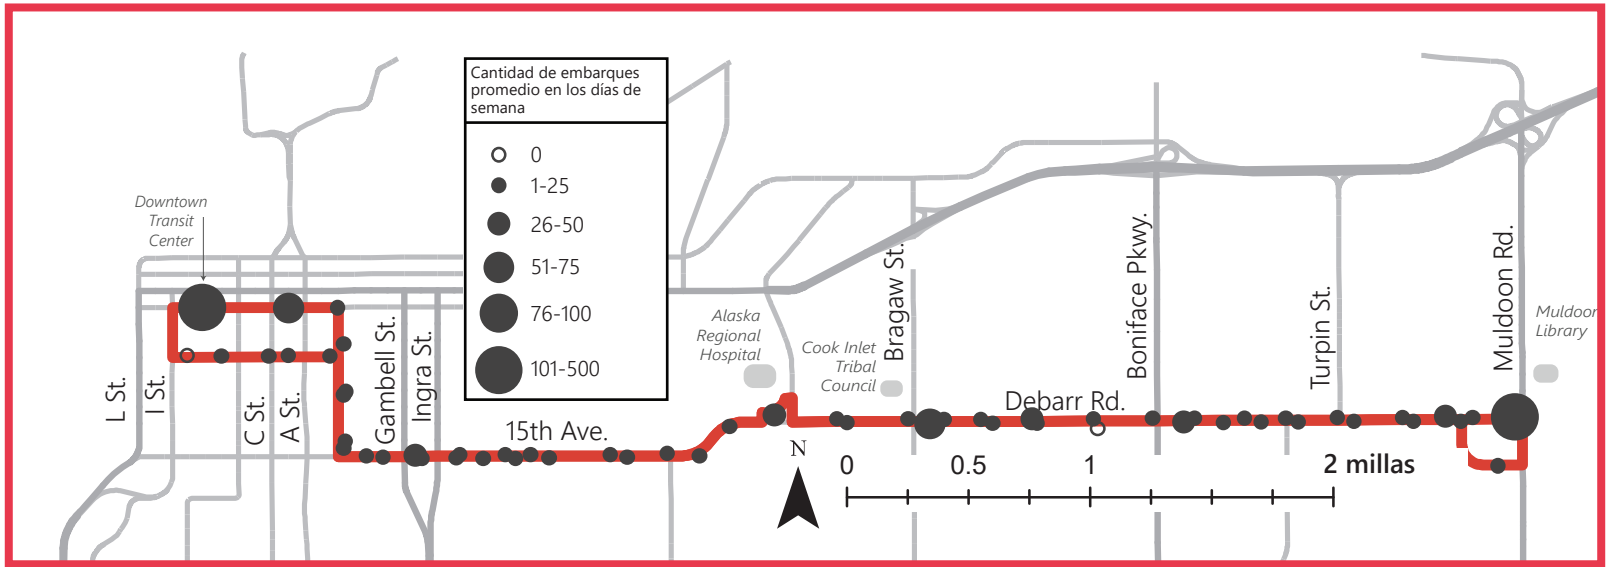 Cantidad de embarques
promedio en los días de
semana
0
1-25
26-50
51-75
76-100
101-500
Downtown
Transit
Center
L St.
I St.
C St.
A St.
Gambell St.
Ingra St.
15th Ave.
Alaska
Regional
Hospital
Cook Inlet
Tribal
Council
Bragaw St.
Debarr Rd.
Boniface Pkwy.
Turpin St.
Muldoon Rd.
Muldoon
Library
N
0
0.5
1
2 millas